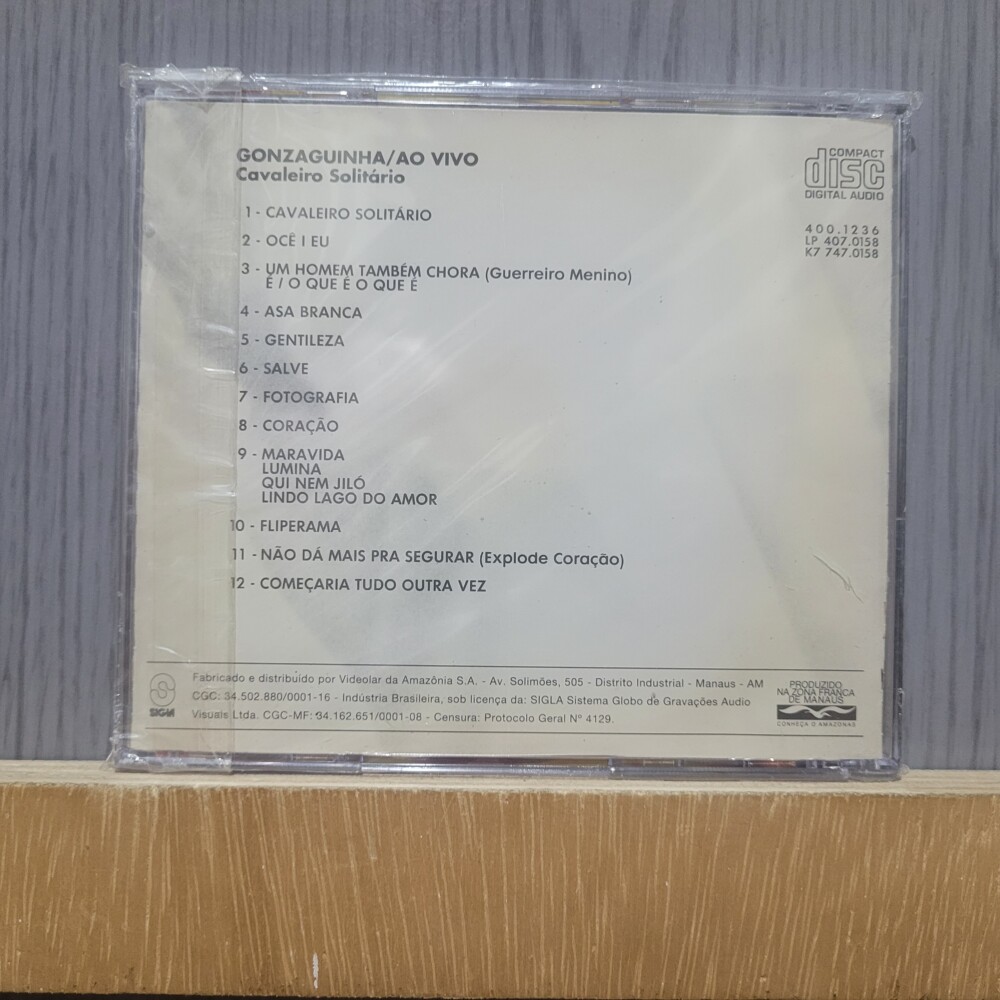 GONZAGUINHA/AO VIVO
Cavaleiro Solitário
COMPACT
disc
DIGITAL AUDIO
400.1236
LP 407.0158
K7 747.0158
1 - CAVALEIRO SOLITÁRIO
2 - OCÊ I EU
3 - UM HOMEM TAMBÉM CHORA (Guerreiro Menino)
É / O QUE É O QUE É
4 - ASA BRANCA
5 - GENTILEZA
6 - SALVE
7 - FOTOGRAFIA
8 - CORAÇÃO
9 - MARAVIDA
LUMINA
QUI NEM JILÓ
LINDO LAGO DO AMOR
10 - FLIPERAMA
11 - NÃO DÁ MAIS PRA SEGURAR (Explode Coração)
12 - COMEÇARIA TUDO OUTRA VEZ
SIGLA
Fabricado e distribuído por Videolar da Amazônia S.A. - Av. Solimões, 505 - Distrito Industrial - Manaus - AM
CGC: 34.502.880/0001-16 - Indústria Brasileira, sob licença da: SIGLA Sistema Globo de Gravações Audio
Visuais Ltda. CGC-MF: 34.162.651/0001-08 - Censura: Protocolo Geral Nº 4129.
PRODUZIDO
NA ZONA FRANCA
DE MANAUS
CONHEÇA O AMAZONAS